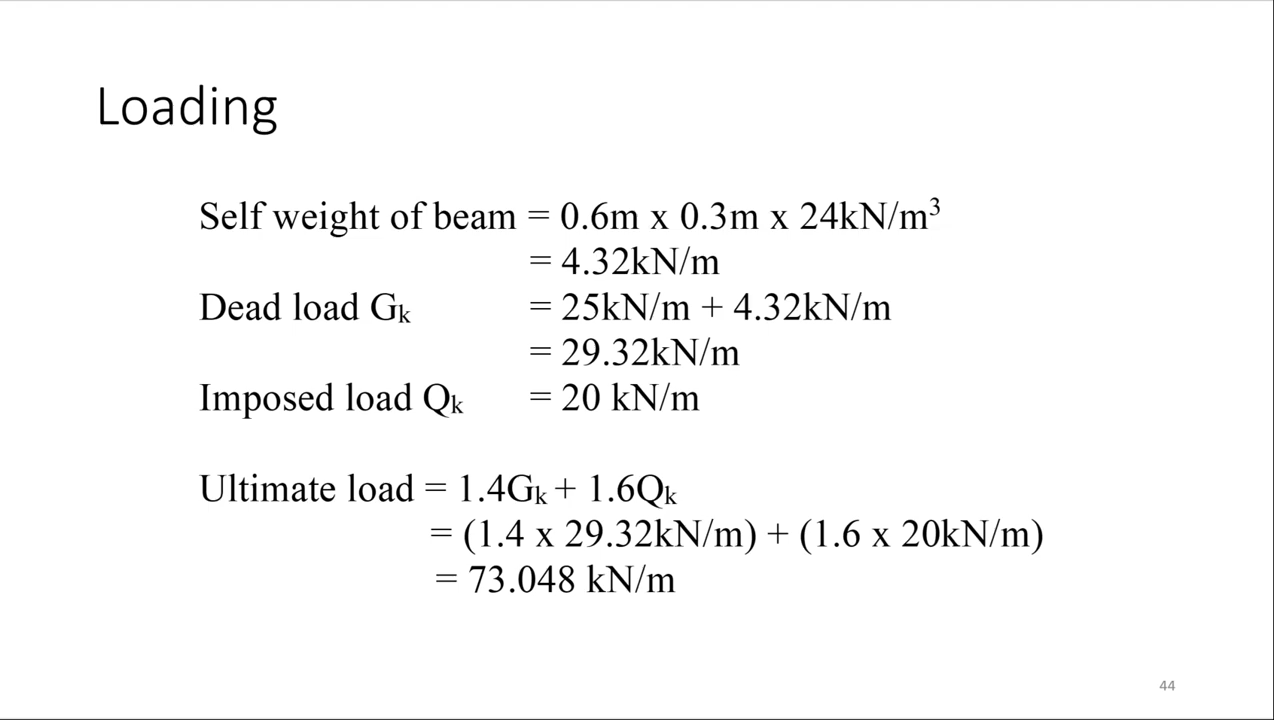 Loading
Self weight of beam = 0.6m x 0.3m x 24kN/m³
= 4.32kN/m
Dead load Gₖ = 25kN/m + 4.32kN/m
= 29.32kN/m
Imposed load Qₖ = 20 kN/m
Ultimate load = 1.4Gₖ + 1.6Qₖ
= (1.4 x 29.32kN/m) + (1.6 x 20kN/m)
= 73.048 kN/m
44